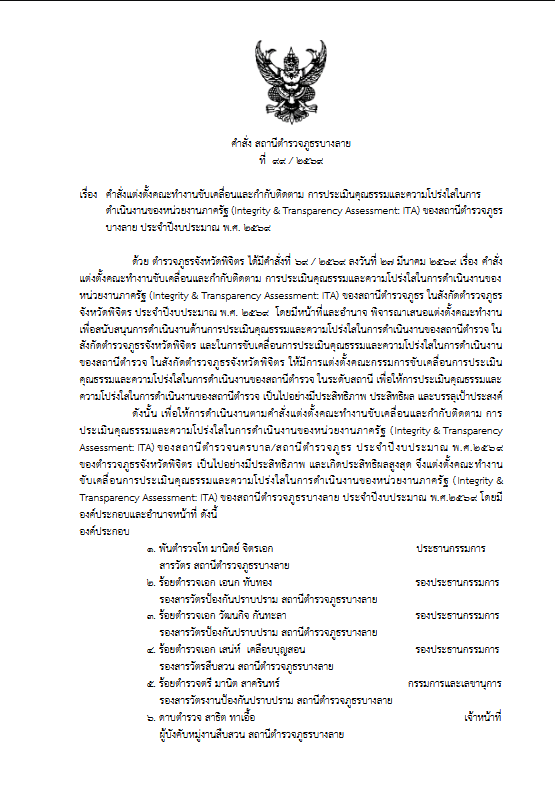 คำสั่ง สถานีตำรวจภูธรบางลาย
ที่ ๙๙ / ๒๕๖๙
เรื่อง คำสั่งแต่งตั้งคณะทำงานขับเคลื่อนและกำกับติดตาม การประเมินคุณธรรมและความโปร่งใสในการ
ดำเนินงานของหน่วยงานภาครัฐ (Integrity & Transparency Assessment: ITA) ของสถานีตำรวจภูธร
บางลาย ประจำปีงบประมาณ พ.ศ. ๒๕๖๙
ด้วย ตำรวจภูธรจังหวัดพิจิตร ได้มีคำสั่งที่ ๖๙ / ๒๕๖๙ ลงวันที่ ๒๗ มีนาคม ๒๕๖๙ เรื่อง คำสั่ง
แต่งตั้งคณะทำงานขับเคลื่อนและกำกับติดตาม การประเมินคุณธรรมและความโปร่งใสในการดำเนินงานของ
หน่วยงานภาครัฐ (Integrity & Transparency Assessment: ITA) ของสถานีตำรวจภูธร ในสังกัดตำรวจภูธร
จังหวัดพิจิตร ประจำปีงบประมาณ พ.ศ. ๒๕๖๙ โดยมีหน้าที่และอำนาจ พิจารณาเสนอแต่งตั้งคณะทำงาน
เพื่อสนับสนุนการดำเนินงานด้านการประเมินคุณธรรมและความโปร่งใสในการดำเนินงานของสถานีตำรวจ ใน
สังกัดตำรวจภูธรจังหวัดพิจิตร และในการขับเคลื่อนการประเมินคุณธรรมและความโปร่งใสในการดำเนินงาน
ของสถานีตำรวจ ในสังกัดตำรวจภูธรจังหวัดพิจิตร ให้มีการแต่งตั้งคณะกรรมการขับเคลื่อนการประเมิน
คุณธรรมและความโปร่งใสในการดำเนินงานของสถานีตำรวจ ในระดับสถานี เพื่อให้การประเมินคุณธรรมและ
ความโปร่งใสในการดำเนินงานของสถานีตำรวจ เป็นไปอย่างมีประสิทธิภาพ ประสิทธิผล และบรรลุเป้าประสงค์
ดังนั้น เพื่อให้การดำเนินงานตามคำสั่งแต่งตั้งคณะทำงานขับเคลื่อนและกำกับติดตาม การ
ประเมินคุณธรรมและความโปร่งใสในการดำเนินงานของหน่วยงานภาครัฐ (Integrity & Transparency
Assessment: ITA) ของสถานีตำรวจนครบาล/สถานีตำรวจภูธร ประจำปีงบประมาณ พ.ศ.๒๕๖๙
ของตำรวจภูธรจังหวัดพิจิตร เป็นไปอย่างมีประสิทธิภาพ และเกิดประสิทธิผลสูงสุด จึงแต่งตั้งคณะทำงาน
ขับเคลื่อนการประเมินคุณธรรมและความโปร่งใสในการดำเนินงานของหน่วยงานภาครัฐ (Integrity &
Transparency Assessment: ITA) ของสถานีตำรวจภูธรบางลาย ประจำปีงบประมาณ พ.ศ.๒๕๖๙ โดยมี
องค์ประกอบและอำนาจหน้าที่ ดังนี้
องค์ประกอบ
๑. พันตำรวจโท มานิตย์ จิตรเอก ประธานกรรมการ
สารวัตร สถานีตำรวจภูธรบางลาย
๒. ร้อยตำรวจเอก เอนก ทับทอง รองประธานกรรมการ
รองสารวัตรป้องกันปราบปราม สถานีตำรวจภูธรบางลาย
๓. ร้อยตำรวจเอก วัฒนกิจ กันทะลา รองประธานกรรมการ
รองสารวัตรป้องกันปราบปราม สถานีตำรวจภูธรบางลาย
๔. ร้อยตำรวจเอก เสน่ห์ เคลือบบุญสอน รองประธานกรรมการ
รองสารวัตรสืบสวน สถานีตำรวจภูธรบางลาย
๕. ร้อยตำรวจตรี มานิต สาครินทร์ กรรมการและเลขานุการ
รองสารวัตรงานป้องกันปราบปราม สถานีตำรวจภูธรบางลาย
๖. ดาบตำรวจ สาธิต ทาเอื้อ เจ้าหน้าที่
ผู้บังคับหมู่งานสืบสวน สถานีตำรวจภูธรบางลาย